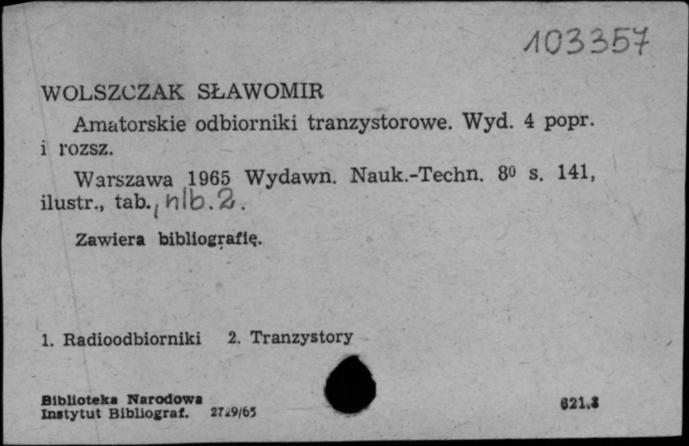 103357
WOLSZCZAK SŁAWOMIR
Amatorskie odbiorniki tranzystorowe. Wyd. 4 popr.
i rozsz.
Warszawa 1965 Wydawn. Nauk.-Techn. 8⁰ s. 141,
ilustr., tab., nlb. 2.
Zawiera bibliografię.
1. Radioodbiorniki 2. Tranzystory
Biblioteka Narodowa
Instytut Bibliograf. 2729/65
621.3